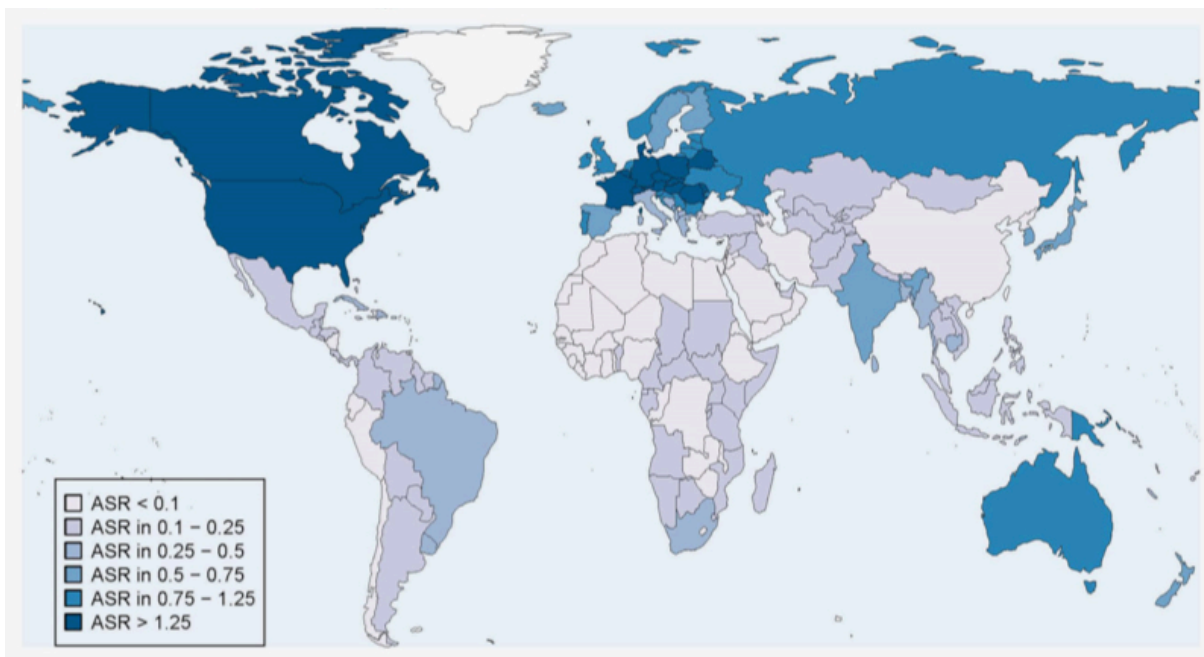 ASR < 0.1
ASR in 0.1 − 0.25
ASR in 0.25 − 0.5
ASR in 0.5 − 0.75
ASR in 0.75 − 1.25
ASR > 1.25